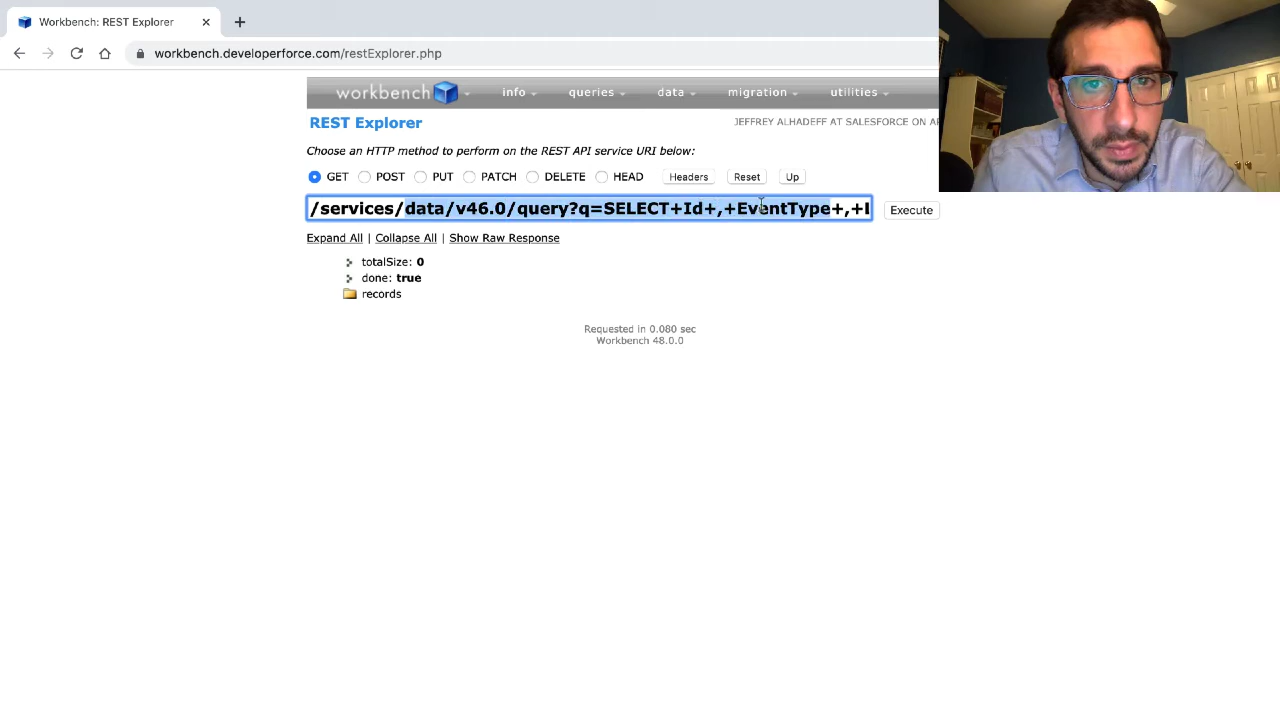 Workbench: REST Explorer
workbench.developerforce.com/restExplorer.php
workbench info queries data migration utilities
REST Explorer
JEFFREY ALHADEFF AT SALESFORCE ON
Choose an HTTP method to perform on the REST API service URI below:
GET POST PUT PATCH DELETE HEAD Headers Reset Up
/services/data/v46.0/query?q=SELECT+Id+,+EventType+,+ Execute
Expand All | Collapse All | Show Raw Response
totalSize: 0
done: true
records
Requested in 0.080 sec
Workbench 48.0.0